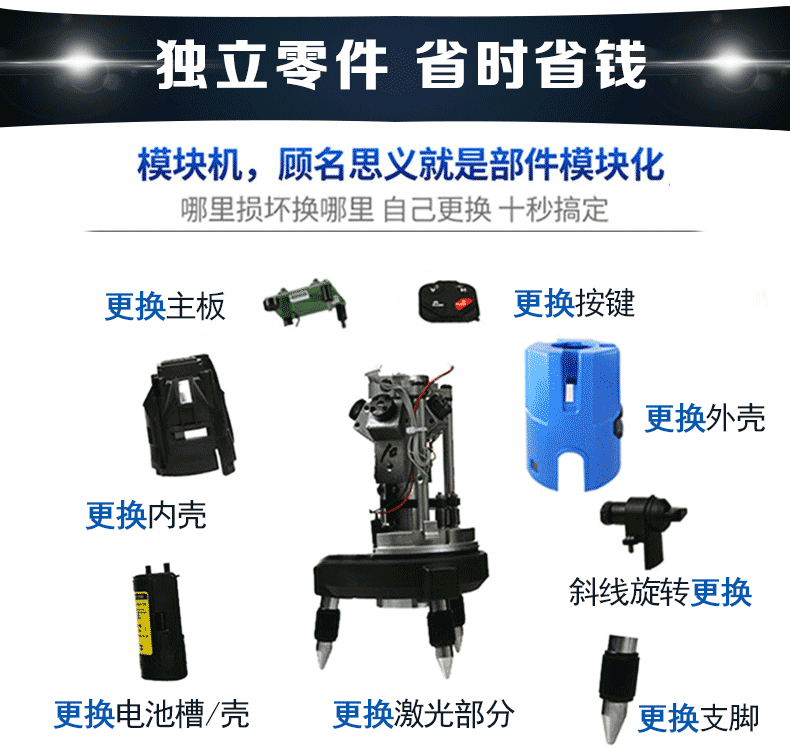 独立零件 省时省钱
模块机，顾名思义就是部件模块化
哪里损坏换哪里 自己更换 十秒搞定
更换主板
更换按键
更换外壳
更换内壳
斜线旋转更换
更换电池槽/壳
更换激光部分
更换支脚